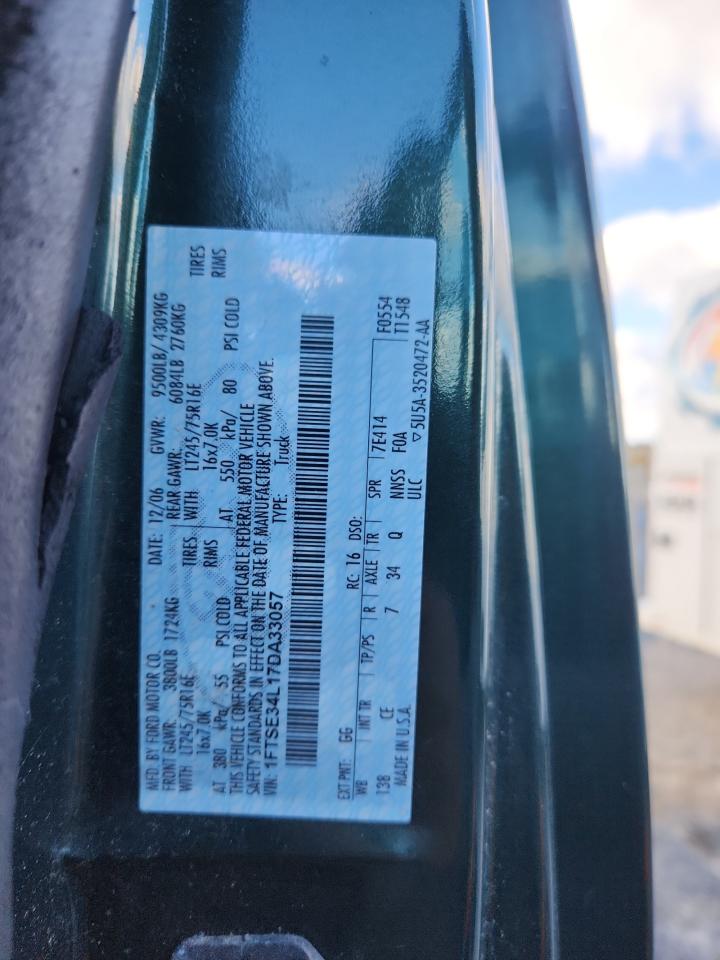 MFD. BY FORD MOTOR CO. DATE: 12/06 GVWR: 9500LB/ 4309KG
FRONT GAWR: 3800LB 1724KG REAR GAWR: 6084LB 2760KG
WITH LT245/75R16E TIRES WITH LT245/75R16E TIRES
16x7.0K RIMS 16x7.0K RIMS
AT 380 kPa/ 55 PSI COLD AT 550 kPa/ 80 PSI COLD
THIS VEHICLE CONFORMS TO ALL APPLICABLE FEDERAL MOTOR VEHICLE
SAFETY STANDARDS IN EFFECT ON THE DATE OF MANUFACTURE SHOWN ABOVE.
VIN: 1FTSE34L17DA33057 TYPE: Truck
EXT PNT: GG RC: 16 DSO: F0554
WB INT TR TP/PS R AXLE TR SPR 7E414 T1548
138 CE 7 34 Q NNSS FOA
MADE IN U.S.A. ULC ▽5U5A-3520472-AA